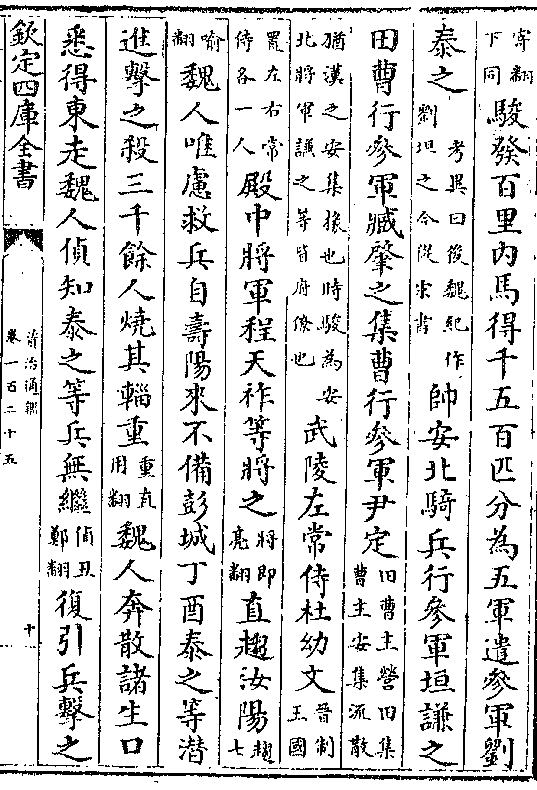 寄翻下同駿發百里内馬得千五百匹分為五軍遣參軍劉
泰之考異曰後魏紀作劉坦之今從宋書帥安北騎兵行參軍垣謙之
田曹行參軍臧肇之集曹行參軍尹定田曹主營田集曹主安集流散
猶漢之安集掾也時駿為安北將軍謙之等皆府僚也武陵左常侍杜幼文晉制王國
置左右常侍各一人殿中將軍程天祚等將之將即亮翻直趨汝陽趨七
喻翻魏人唯慮救兵自壽陽來不備彭城丁酉泰之等潛
進擊之殺三千餘人燒其輜重重直用翻魏人奔散諸生口
悉得東走魏人偵知泰之等兵無繼偵丑鄭翻復引兵擊之
欽定四庫全書
資治通鑑
卷一百二十五
十